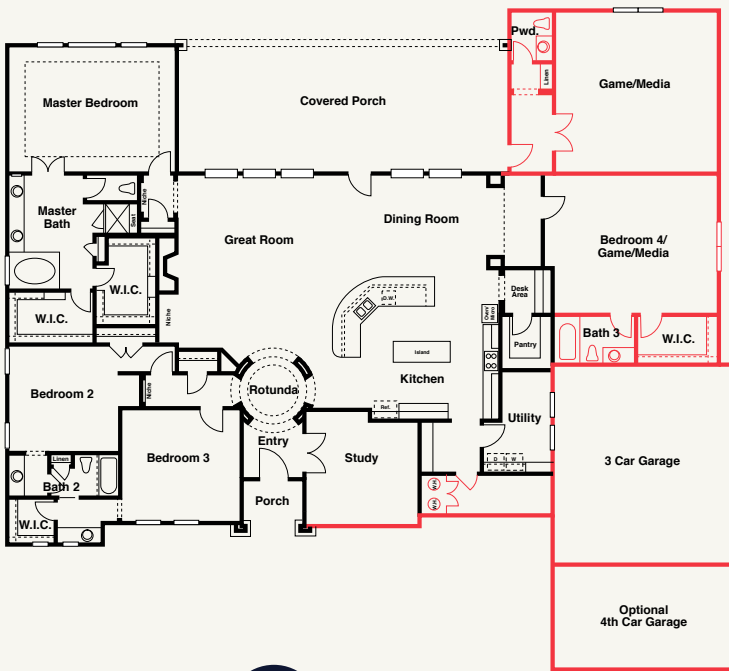 Pwd.
Linen
Game/Media
Master Bedroom
Covered Porch
Niche
Seat
Master
Bath
Great Room
Dining Room
Bedroom 4/
Game/Media
W.I.C.
W.I.C.
Niche
D.W.
Desk
Area
Oven/
Micro
Pantry
Bath 3
W.I.C.
Island
Kitchen
Bedroom 2
Niche
Rotunda
Ref.
Utility
Entry
Study
Bedroom 3
Linen
Bath 2
D W
3 Car Garage
W.H.
W.H.
Porch
W.I.C.
Optional
4th Car Garage